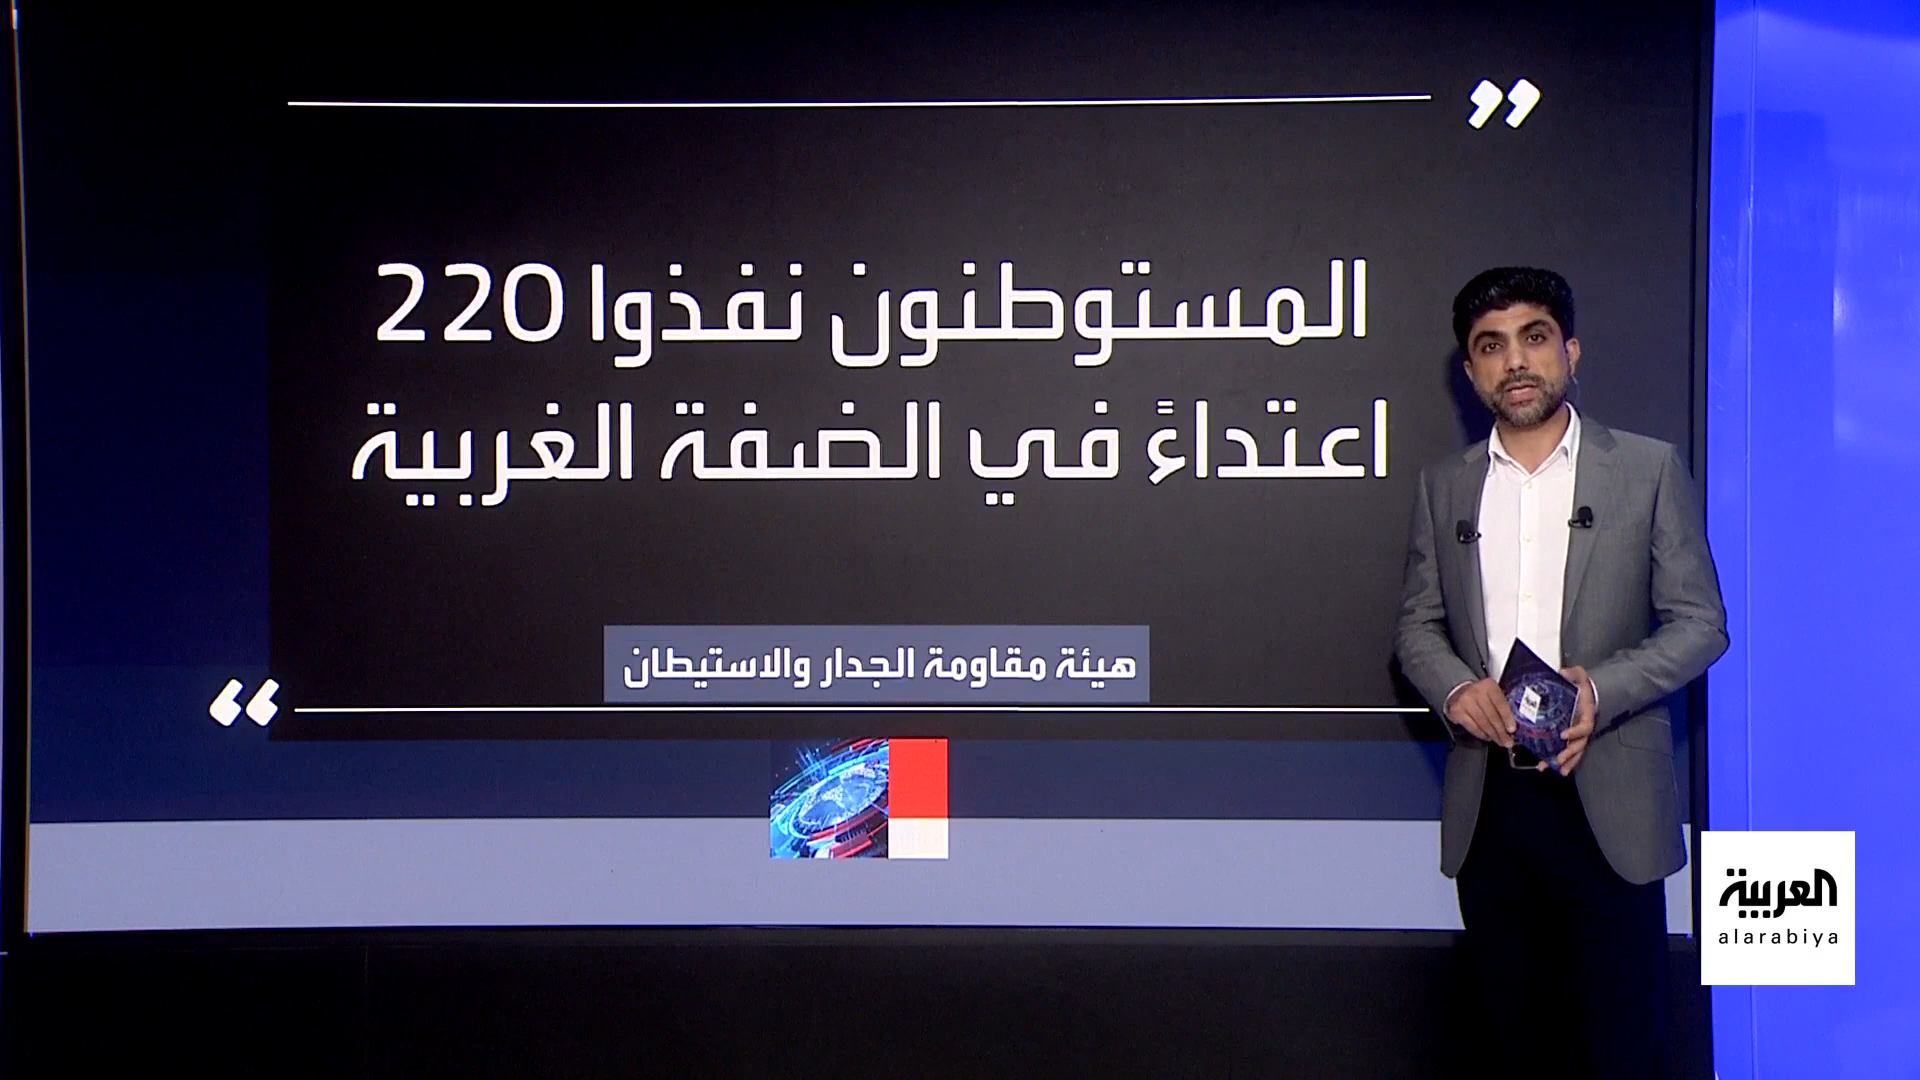 المستوطنون نفذوا 220
اعتداءً في الضفة الغربية
هيئة مقاومة الجدار والاستيطان
العربية
alarabiya